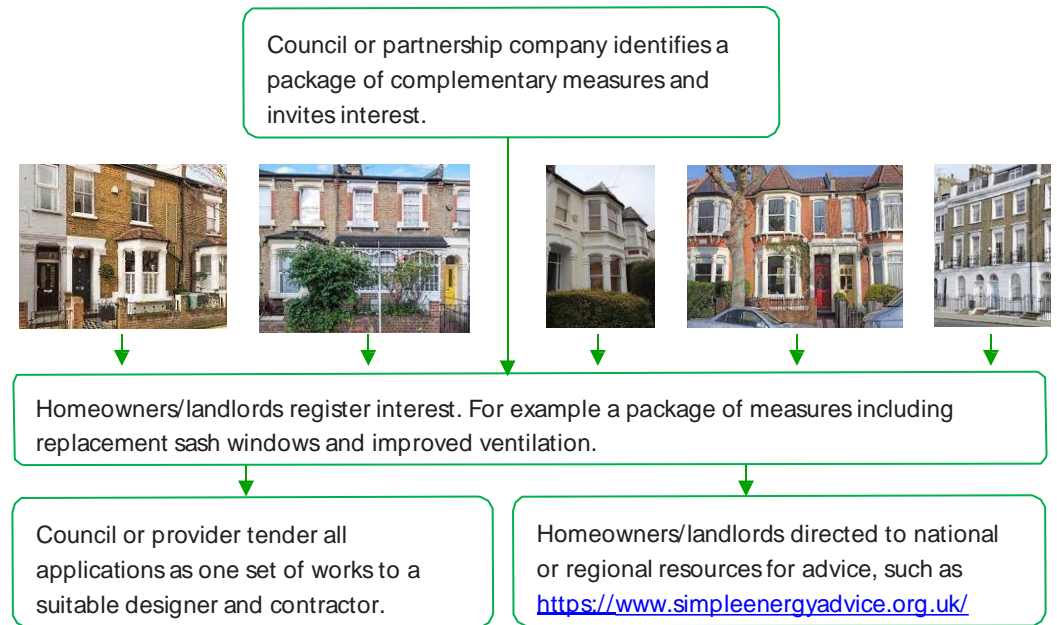 Council or partnership company identifies a
package of complementary measures and
invites interest.
Homeowners/landlords register interest. For example a package of measures including
replacement sash windows and improved ventilation.
Council or provider tender all
applications as one set of works to a
suitable designer and contractor.
Homeowners/landlords directed to national
or regional resources for advice, such as
https://www.simpleenergyadvice.org.uk/